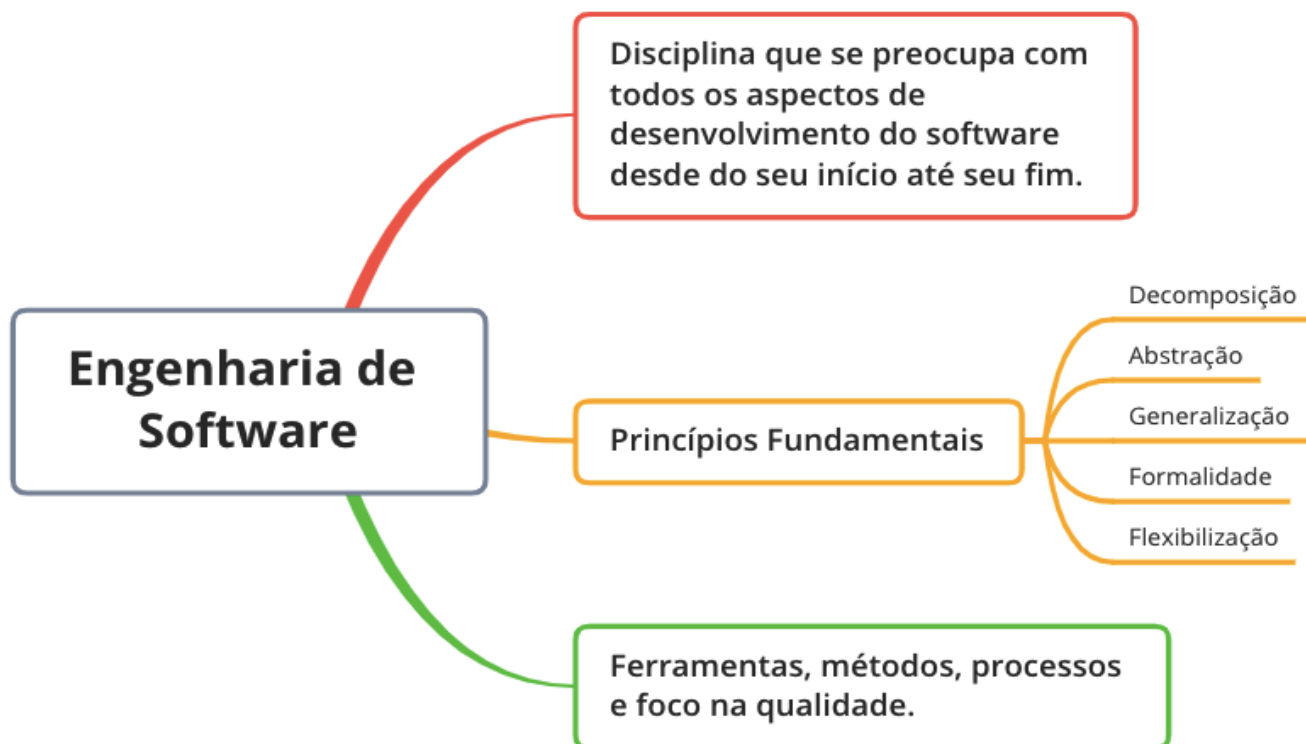 Disciplina que se preocupa com
todos os aspectos de
desenvolvimento do software
desde do seu início até seu fim.
Engenharia de
Software
Princípios Fundamentais
Decomposição
Abstração
Generalização
Formalidade
Flexibilização
Ferramentas, métodos, processos
e foco na qualidade.